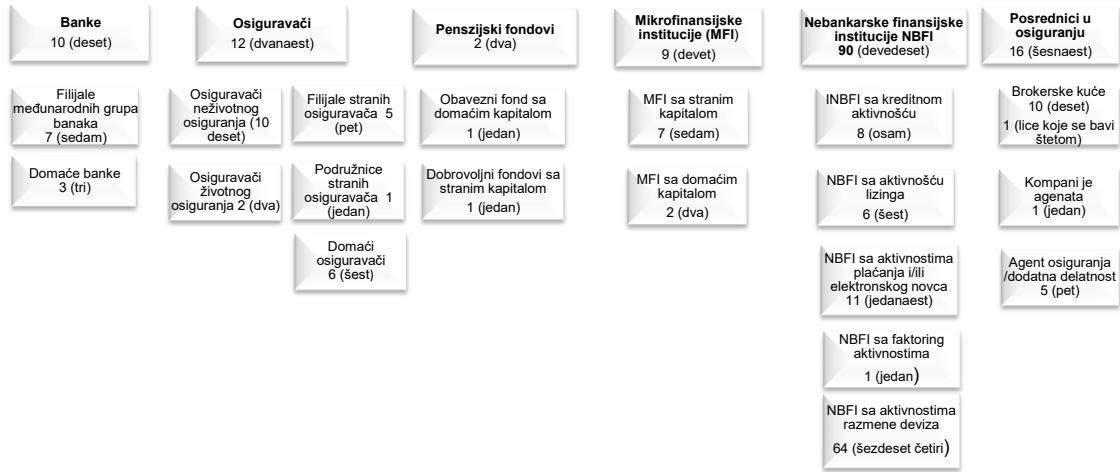 Banke
10 (deset)
Filijale
međunarodnih grupa
banaka
7 (sedam)
Domaće banke
3 (tri)
Osiguravači
12 (dvanaest)
Osiguravači
neživotnog
osiguranja (10
deset)
Osiguravači
životnog
osiguranja 2 (dva)
Filijale stranih
osiguravača 5
(pet)
Podružnice
stranih
osiguravača 1
(jedan)
Domaći
osiguravači
6 (šest)
Penszijski fondovi
2 (dva)
Obavezni fond sa
domaćim kapitalom
1 (jedan)
Dobrovoljni fondovi sa
stranim kapitalom
1 (jedan)
Mikrofinansijske
institucije (MFI)
9 (devet)
MFI sa stranim
kapitalom
7 (sedam)
MFI sa domaćim
kapitalom
2 (dva)
Nebankarske finansijske
institucije NBFI
90 (devedeset)
INBFI sa kreditnom
aktivnošću
8 (osam)
NBFI sa aktivnošću
lizinga
6 (šest)
NBFI sa aktivnostima
plaćanja i/ili
elektronskog novca
11 (jedanaest)
NBFI sa faktoring
aktivnostima
1 (jedan)
NBFI sa aktivnostima
razmene deviza
64 (šezdeset četiri)
Posrednici u
osiguranju
16 (šesnaest)
Brokerske kuće
10 (deset)
1 (lice koje se bavi
štetom)
Kompani je
agenata
1 (jedan)
Agent osiguranja
/dodatna delatnost
5 (pet)